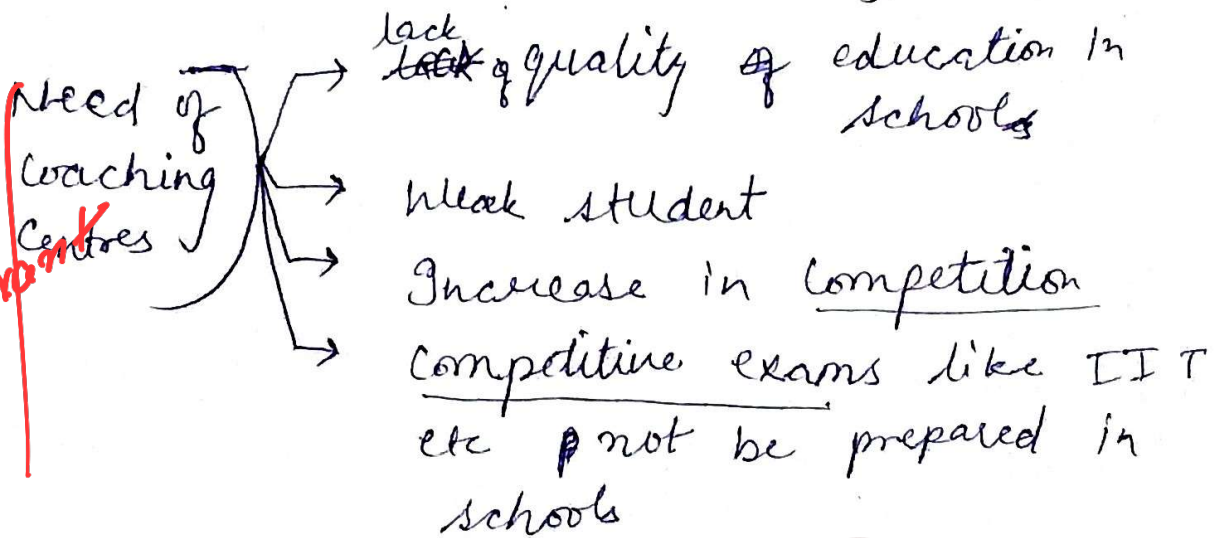 Need of
Coaching
Centres
lack
of quality of education in
schools
Weak student
Increase in competition
Competitive exams like IIT
etc not be prepared in
schools